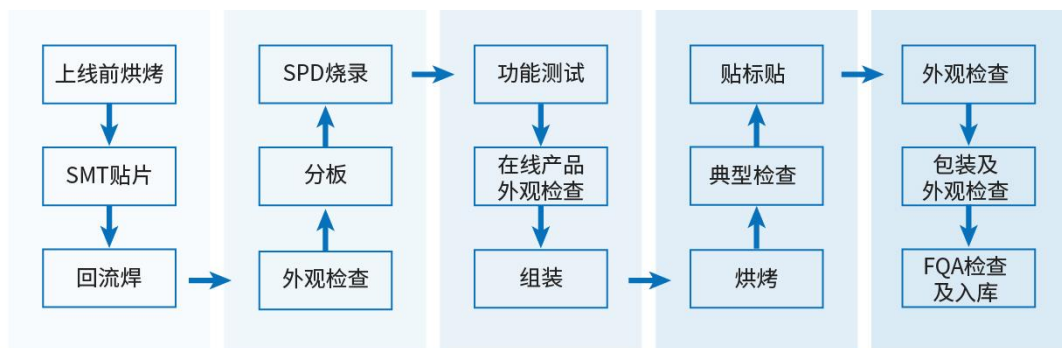 上线前烘烤
SMT贴片
回流焊
外观检查
分板
SPD烧录
功能测试
在线产品
外观检查
组装
烘烤
典型检查
贴标贴
外观检查
包装及
外观检查
FQA检查
及入库